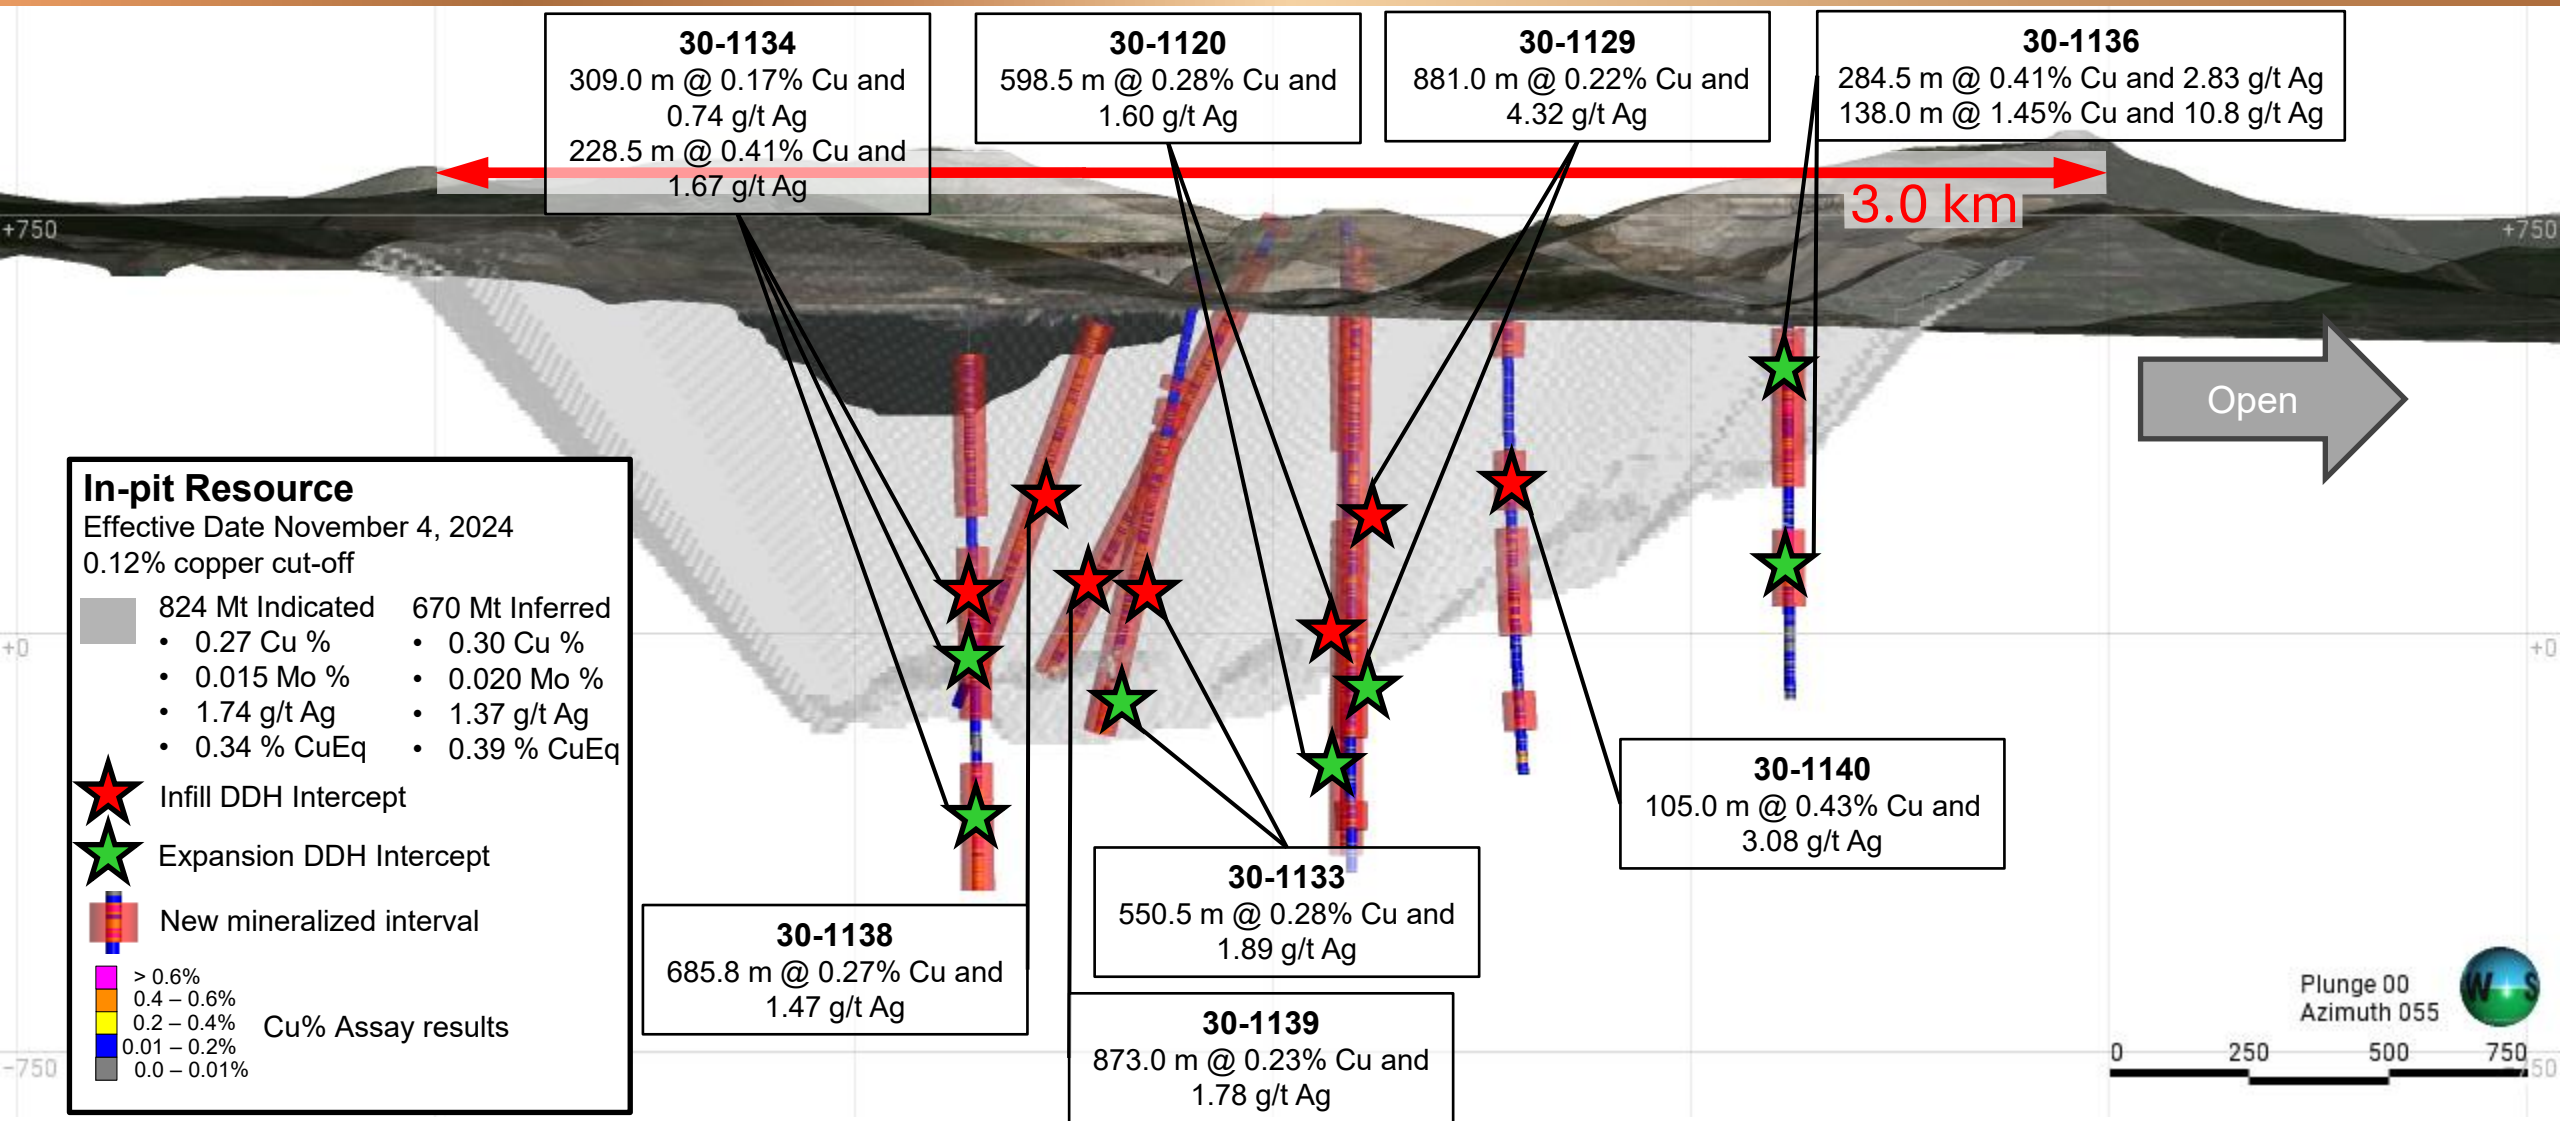 30-1134
309.0 m @ 0.17% Cu and
0.74 g/t Ag
228.5 m @ 0.41% Cu and
1.67 g/t Ag
30-1120
598.5 m @ 0.28% Cu and
1.60 g/t Ag
30-1129
881.0 m @ 0.22% Cu and
4.32 g/t Ag
30-1136
284.5 m @ 0.41% Cu and 2.83 g/t Ag
138.0 m @ 1.45% Cu and 10.8 g/t Ag
3.0 km
+750
+750
Open
In-pit Resource
Effective Date November 4, 2024
0.12% copper cut-off
824 Mt Indicated
• 0.27 Cu %
• 0.015 Mo %
• 1.74 g/t Ag
• 0.34 % CuEq
670 Mt Inferred
• 0.30 Cu %
• 0.020 Mo %
• 1.37 g/t Ag
• 0.39 % CuEq
Infill DDH Intercept
Expansion DDH Intercept
New mineralized interval
> 0.6%
0.4 – 0.6%
0.2 – 0.4%
0.01 – 0.2%
0.0 – 0.01%
Cu% Assay results
+0
+0
30-1140
105.0 m @ 0.43% Cu and
3.08 g/t Ag
30-1133
550.5 m @ 0.28% Cu and
1.89 g/t Ag
30-1138
685.8 m @ 0.27% Cu and
1.47 g/t Ag
30-1139
873.0 m @ 0.23% Cu and
1.78 g/t Ag
Plunge 00
Azimuth 055
W S
0 250 500 750
-750